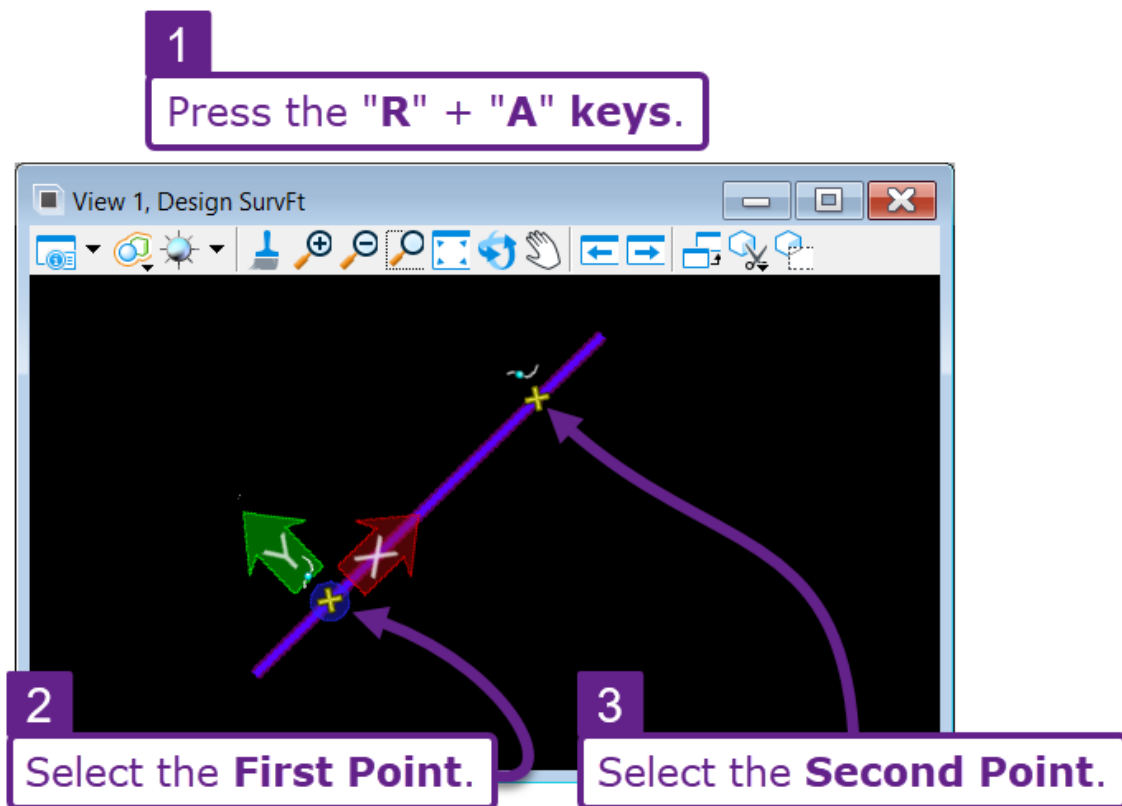 1
Press the "R" + "A" keys.
View 1, Design SurvFt
Y X
2
Select the First Point.
3
Select the Second Point.